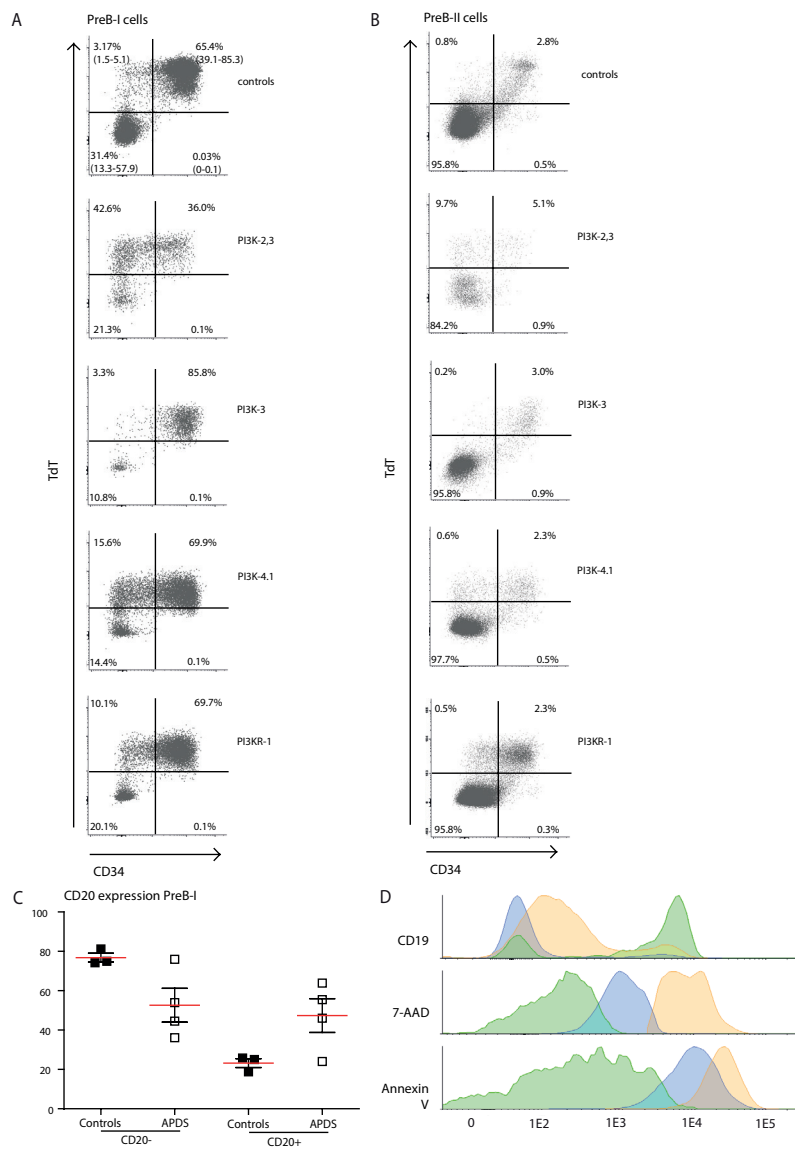 A
PreB-I cells
3.17%
(1.5-5.1)
65.4%
(39.1-85.3)
controls
31.4%
(13.3-57.9)
0.03%
(0-0.1)
42.6%
36.0%
PI3K-2,3
21.3%
0.1%
3.3%
85.8%
PI3K-3
10.8%
0.1%
15.6%
69.9%
PI3K-4.1
14.4%
0.1%
10.1%
69.7%
PI3KR-1
20.1%
0.1%
TdT
CD34
B
PreB-II cells
0.8%
2.8%
controls
95.8%
0.5%
9.7%
5.1%
PI3K-2,3
84.2%
0.9%
0.2%
3.0%
PI3K-3
95.8%
0.9%
0.6%
2.3%
PI3K-4.1
97.7%
0.5%
0.5%
2.3%
PI3KR-1
95.8%
0.3%
TdT
CD34
C
CD20 expression PreB-I
100
80
60
40
20
0
Controls APDS Controls APDS
CD20- CD20+
D
CD19
7-AAD
Annexin
V
0 1E2 1E3 1E4 1E5